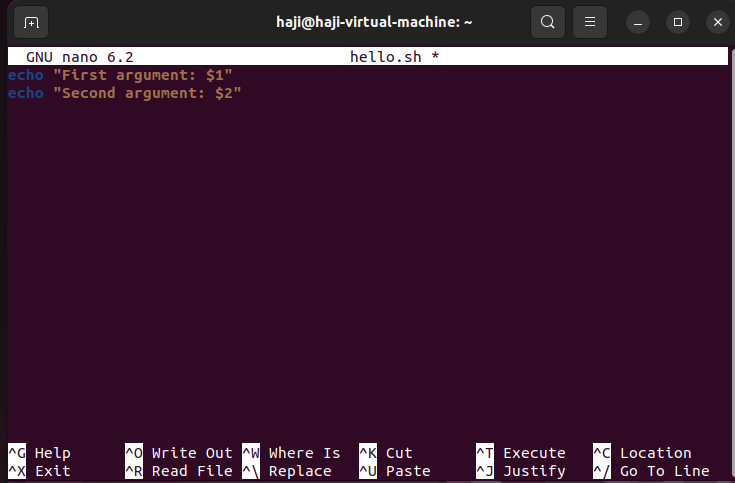 haji@haji-virtual-machine: ~
GNU nano 6.2 hello.sh *
echo "First argument: $1"
echo "Second argument: $2"
^G Help ^O Write Out ^W Where Is ^K Cut ^T Execute ^C Location
^X Exit ^R Read File ^\ Replace ^U Paste ^J Justify ^/ Go To Line